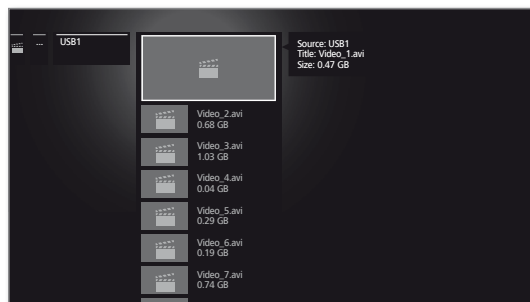 ...
USB1
Source: USB1
Title: Video_1.avi
Size: 0.47 GB
Video_2.avi
0.68 GB
Video_3.avi
1.03 GB
Video_4.avi
0.04 GB
Video_5.avi
0.29 GB
Video_6.avi
0.19 GB
Video_7.avi
0.74 GB